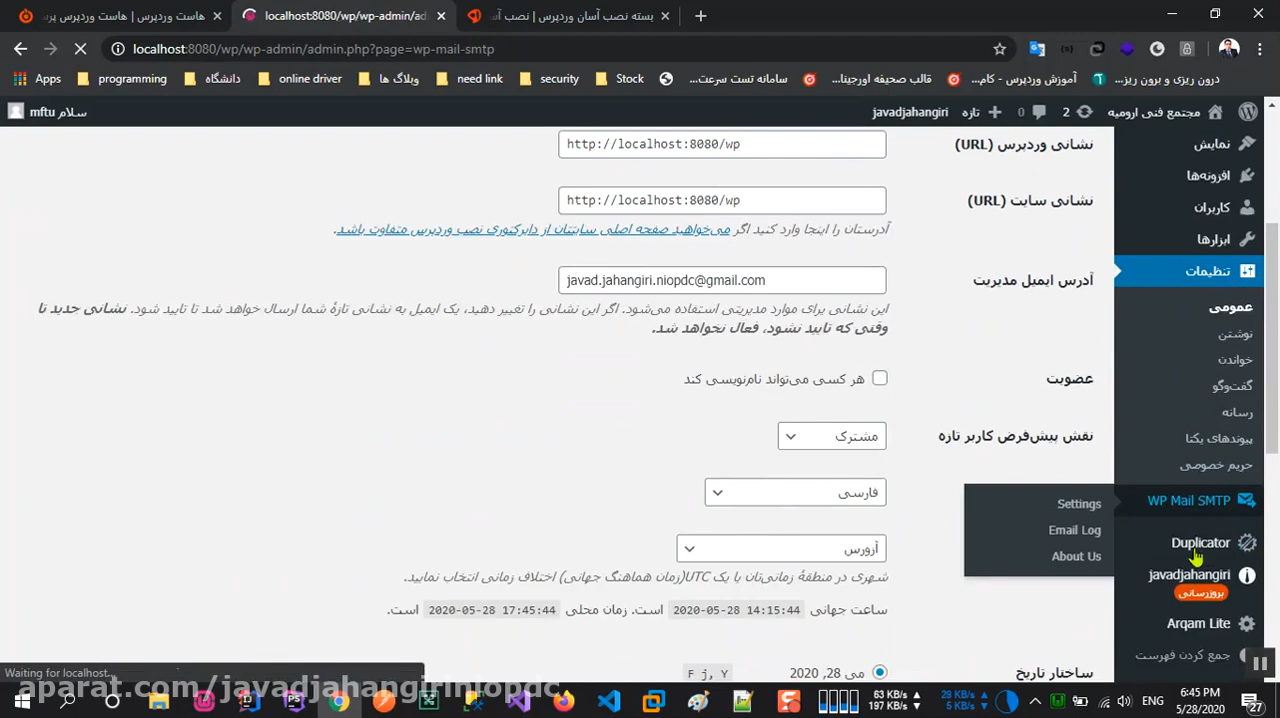 هاست وردپرس | هاست وردپرس پرس
localhost:8080/wp/wp-admin/ad
بسته نصب آسان وردپرس | نصب آس
localhost:8080/wp/wp-admin/admin.php?page=wp-mail-smtp
Apps
programming
دانشگاه
online driver
وبلاگ ها
need link
security
Stock
سامانه تست سرعت...
قالب صحیفه اورجینا...
آموزش وردپرس - کام...
درون ریزی و برون ریز...
مجتمع فنی ارومیه
2
0
تازه
javadjahangiri
سلام mftu
نمایش
افزونه‌ها
کاربران
ابزارها
تنظیمات
عمومی
نوشتن
خواندن
گفت‌وگو
رسانه
پیوندهای یکتا
حریم خصوصی
WP Mail SMTP
Settings
Email Log
About Us
Duplicator
javadjahangiri
بروزرسانی
Arqam Lite
جمع کردن فهرست
نشانی وردپرس (URL)
http://localhost:8080/wp
نشانی سایت (URL)
http://localhost:8080/wp
آدرستان را اینجا وارد کنید اگر می‌خواهید صفحه اصلی سایتتان از دایرکتوری نصب وردپرس متفاوت باشد.
آدرس ایمیل مدیریت
javad.jahangiri.niopdc@gmail.com
این نشانی برای موارد مدیریتی استفاده می‌شود. اگر این نشانی را تغییر دهید، یک ایمیل به نشانی تازهٔ شما ارسال خواهد شد تا تایید شود. نشانی جدید تا
وقتی که تایید نشود، فعال نخواهد شد.
عضویت
هر کسی می‌تواند نام‌نویسی کند
نقش پیش‌فرض کاربر تازه
مشترک
فارسی
آزورس
شهری در منطقهٔ زمانی‌تان یا یک UTC(زمان هماهنگ جهانی) اختلاف زمانی انتخاب نمایید.
ساعت جهانی 2020-05-28 14:15:44 است. زمان محلی 2020-05-28 17:45:44 است.
ساختار تاریخ
می 28, 2020
F j, Y
Waiting for localhost...
aparat.com/javadjahangiriniopdc
63 KB/s
197 KB/s
29 KB/s
5 KB/s
ENG
6:45 PM
5/28/2020
27